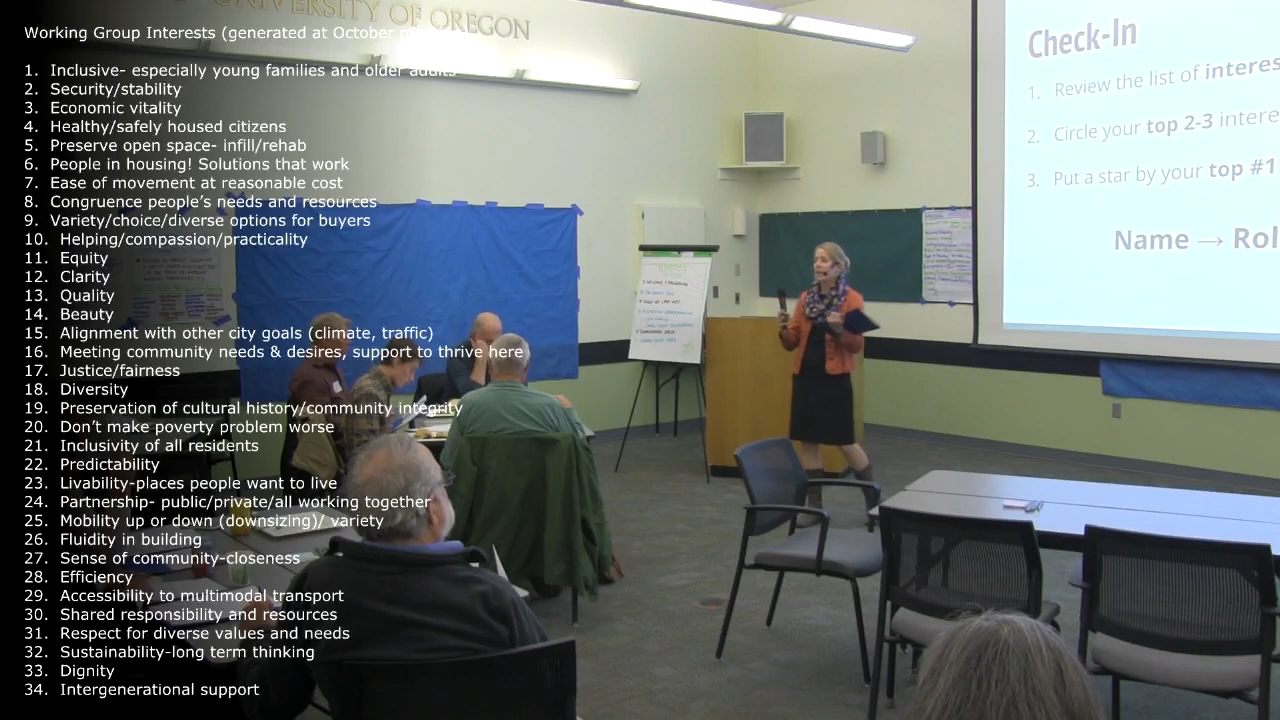 UNIVERSITY OF OREGON
Working Group Interests (generated at October
1. Inclusive- especially young families and older adults
2. Security/stability
3. Economic vitality
4. Healthy/safely housed citizens
5. Preserve open space- infill/rehab
6. People in housing! Solutions that work
7. Ease of movement at reasonable cost
8. Congruence people's needs and resources
9. Variety/choice/diverse options for buyers
10. Helping/compassion/practicality
11. Equity
12. Clarity
13. Quality
14. Beauty
15. Alignment with other city goals (climate, traffic)
16. Meeting community needs & desires, support to thrive here
17. Justice/fairness
18. Diversity
19. Preservation of cultural history/community integrity
20. Don't make poverty problem worse
21. Inclusivity of all residents
22. Predictability
23. Livability-places people want to live
24. Partnership- public/private/all working together
25. Mobility up or down (downsizing)/ variety
26. Fluidity in building
27. Sense of community-closeness
28. Efficiency
29. Accessibility to multimodal transport
30. Shared responsibility and resources
31. Respect for diverse values and needs
32. Sustainability-long term thinking
33. Dignity
34. Intergenerational support
Check-In
1. Review the list of interes
2. Circle your top 2-3 intere
3. Put a star by your top #1
Name → Rol